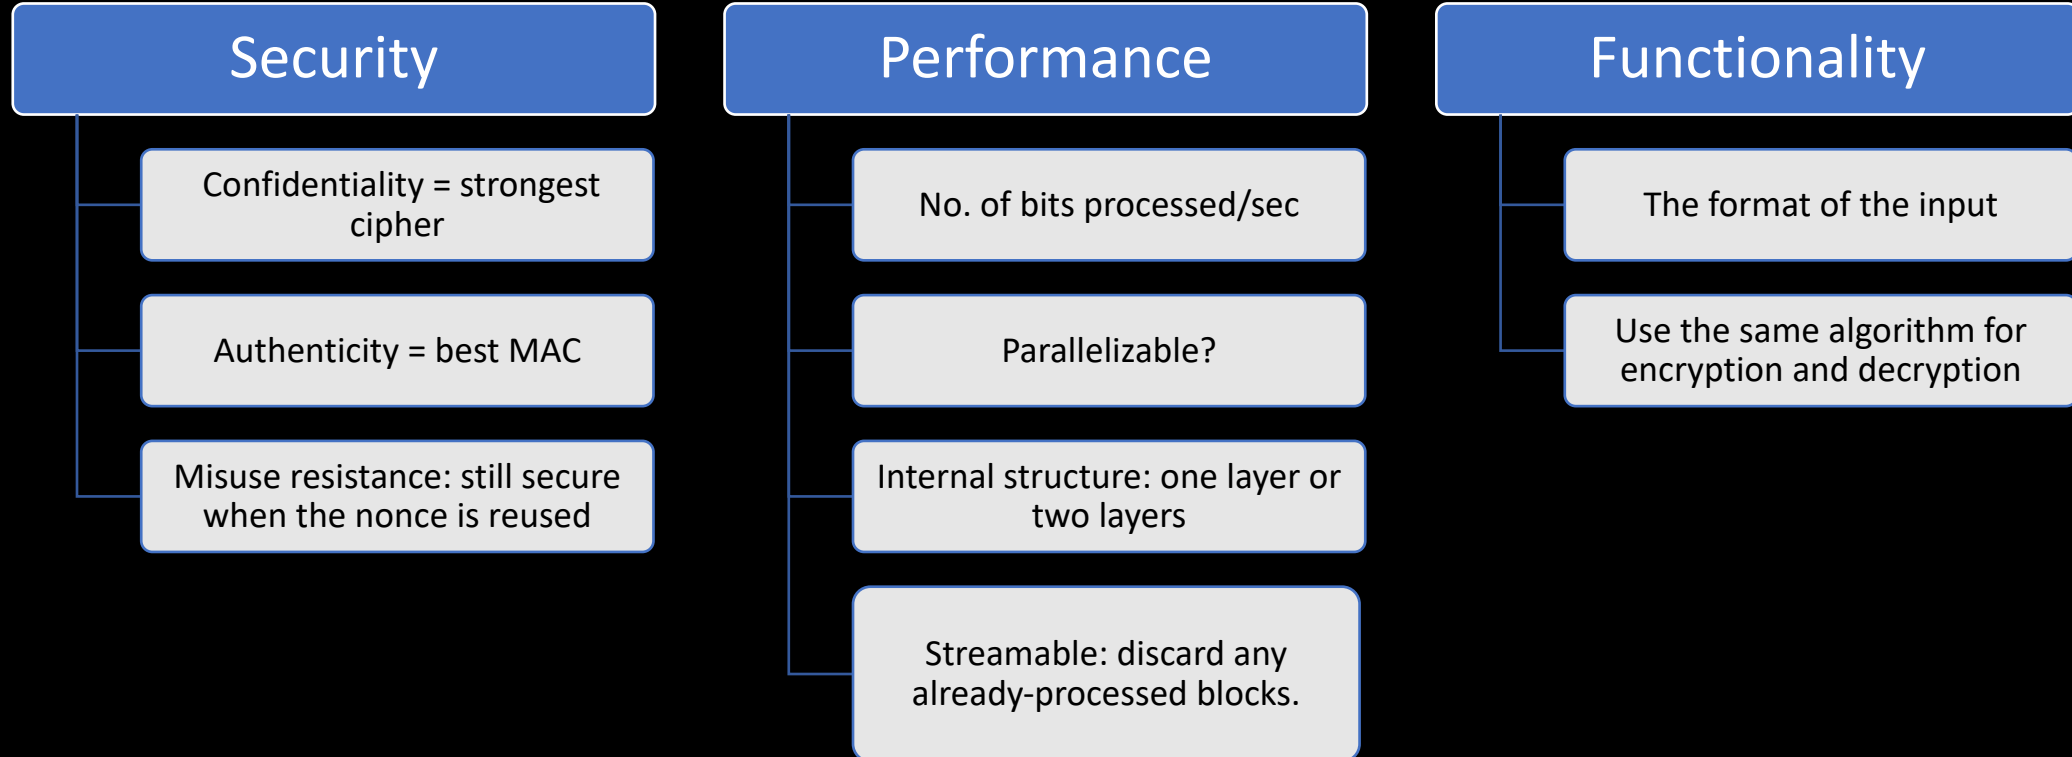 Security
Confidentiality = strongest
cipher
Authenticity = best MAC
Misuse resistance: still secure
when the nonce is reused
Performance
No. of bits processed/sec
Parallelizable?
Internal structure: one layer or
two layers
Streamable: discard any
already-processed blocks.
Functionality
The format of the input
Use the same algorithm for
encryption and decryption